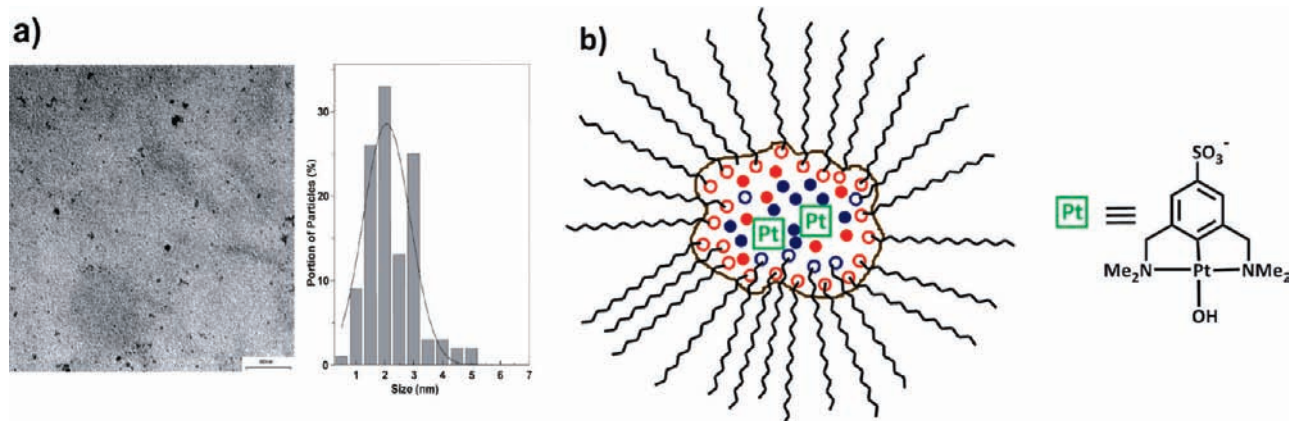 a)
Portion of Particles (%)
30
20
10
0
1 2 3 4 5 6 7
Size (nm)
b)
Pt
Pt
Pt
SO₃⁻
Me₂N
Pt
NMe₂
OH